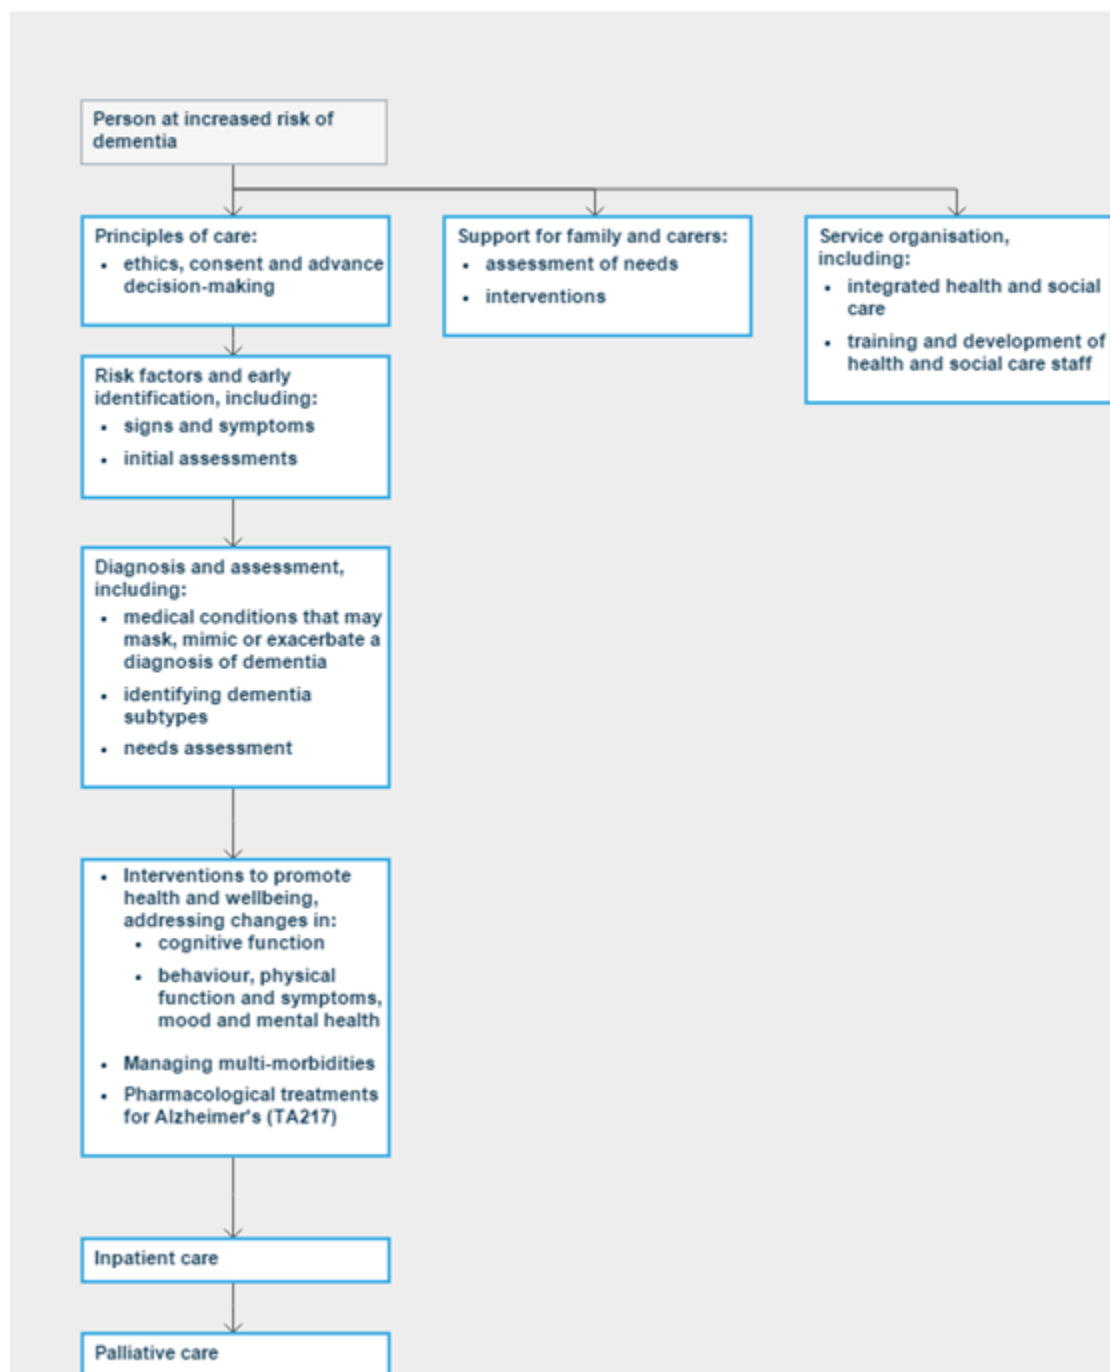 Person at increased risk of
dementia
Principles of care:
• ethics, consent and advance
decision-making
Support for family and carers:
• assessment of needs
• interventions
Service organisation,
including:
• integrated health and social
care
• training and development of
health and social care staff
Risk factors and early
identification, including:
• signs and symptoms
• initial assessments
Diagnosis and assessment,
including:
• medical conditions that may
mask, mimic or exacerbate a
diagnosis of dementia
• identifying dementia
subtypes
• needs assessment
• Interventions to promote
health and wellbeing,
addressing changes in:
• cognitive function
• behaviour, physical
function and symptoms,
mood and mental health
• Managing multi-morbidities
• Pharmacological treatments
for Alzheimer's (TA217)
Inpatient care
Palliative care